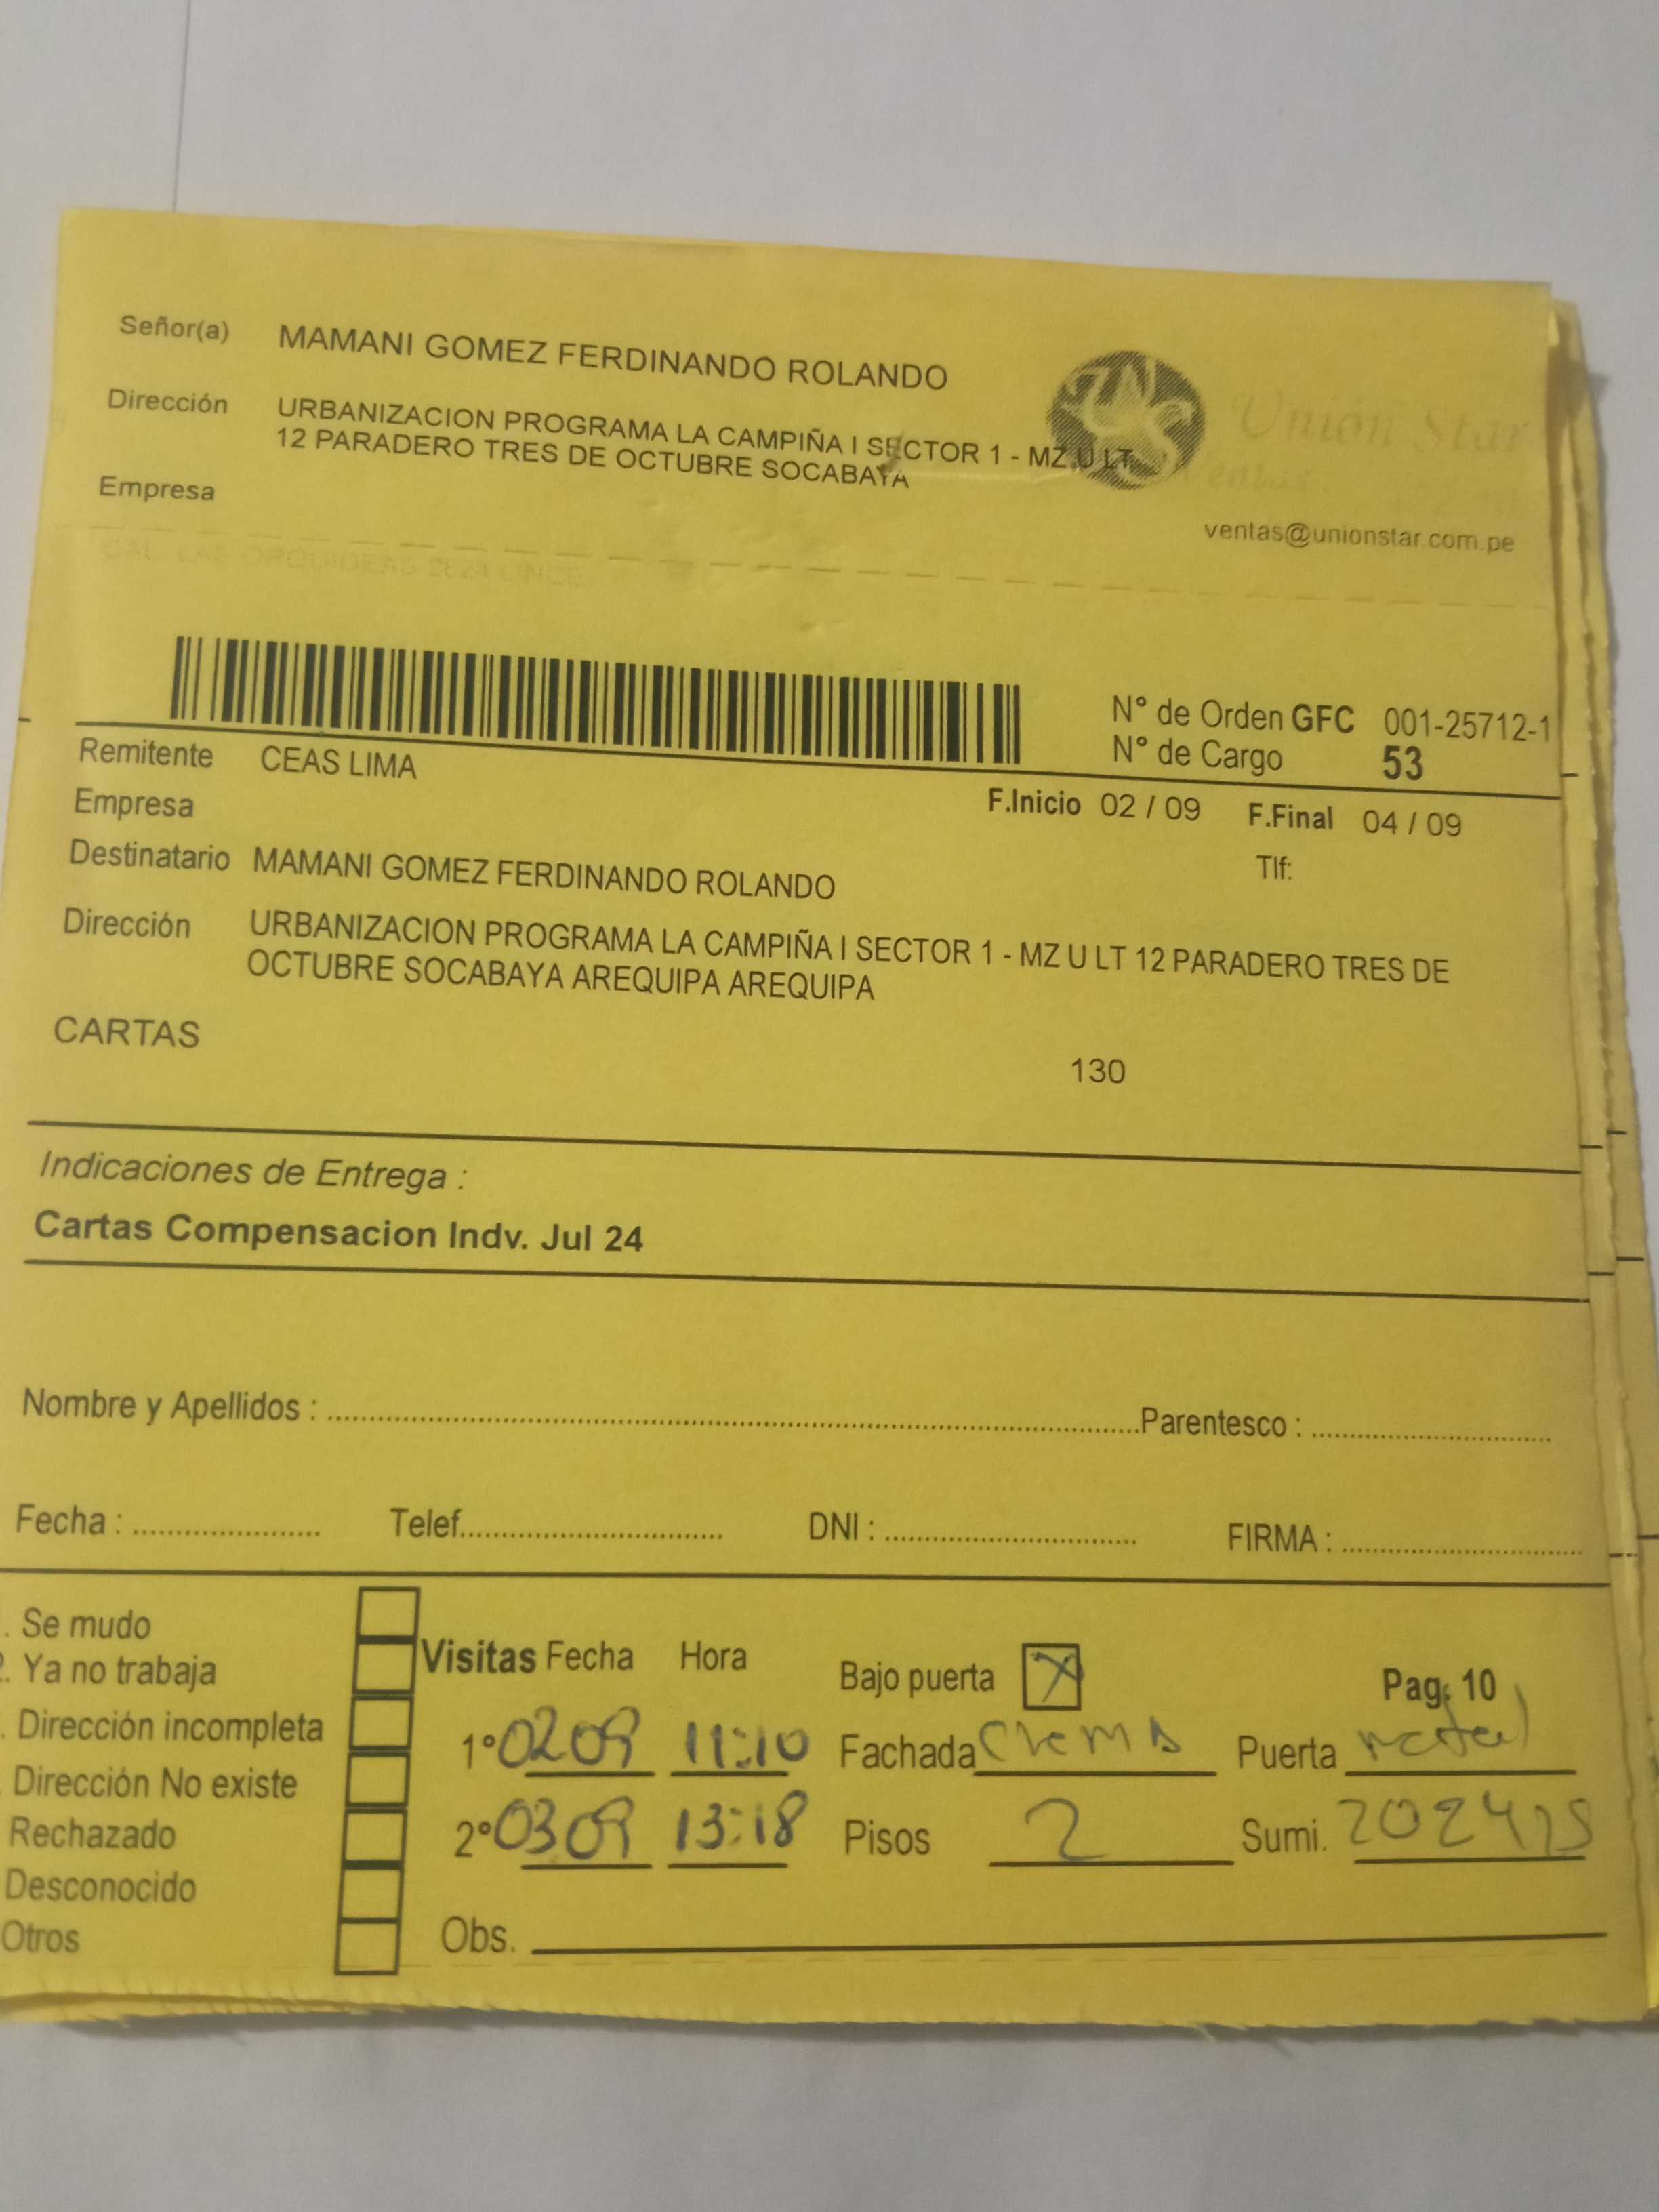 Señor(a) MAMANI GOMEZ FERDINANDO ROLANDO
Dirección URBANIZACION PROGRAMA LA CAMPIÑA I SECTOR 1 - MZ U LT
12 PARADERO TRES DE OCTUBRE SOCABAYA
Unión Star
Ventas
Empresa
ventas@unionstar.com.pe
N° de Orden GFC 001-25712-1
N° de Cargo 53
Remitente CEAS LIMA
Empresa
F.Inicio 02 / 09 F.Final 04 / 09
Destinatario MAMANI GOMEZ FERDINANDO ROLANDO Tlf:
Dirección URBANIZACION PROGRAMA LA CAMPIÑA I SECTOR 1 - MZ U LT 12 PARADERO TRES DE
OCTUBRE SOCABAYA AREQUIPA AREQUIPA
CARTAS
130
Indicaciones de Entrega :
Cartas Compensacion Indv. Jul 24
Nombre y Apellidos : Parentesco :
Fecha : Telef. DNI : FIRMA :
. Se mudo
2. Ya no trabaja
. Dirección incompleta
Dirección No existe
Rechazado
Desconocido
Otros
Visitas Fecha Hora
Bajo puerta X Pag. 10
1° 02 09 11:10 Fachada Crema Puerta metal
2° 03 09 13:18 Pisos 2 Sumi.
Obs.